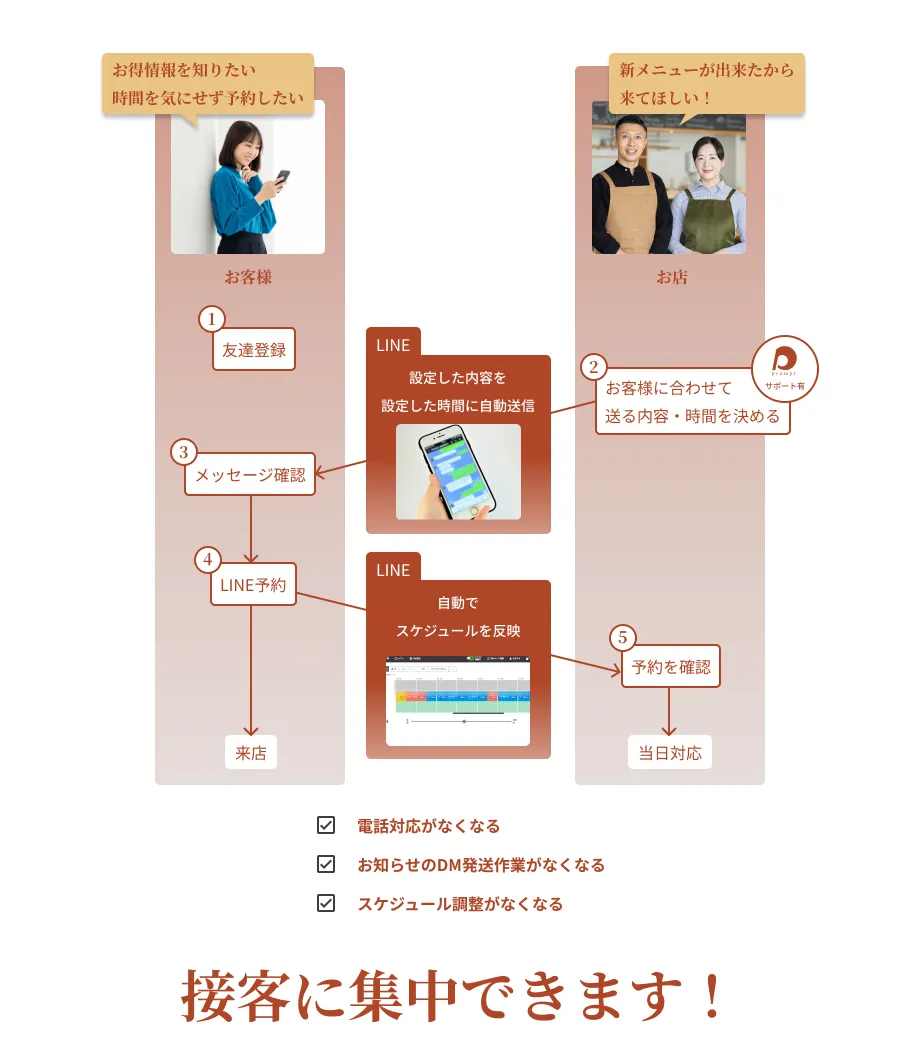 お得情報を知りたい
時間を気にせず予約したい
新メニューが出来たから
来てほしい！
お客様
お店
1
友達登録
LINE
設定した内容を
設定した時間に自動送信
2
お客様に合わせて
送る内容・時間を決める
prompt
サポート有
3
メッセージ確認
4
LINE予約
LINE
自動で
スケジュールを反映
5
予約を確認
来店
当日対応
電話対応がなくなる
お知らせのDM発送作業がなくなる
スケジュール調整がなくなる
接客に集中できます！